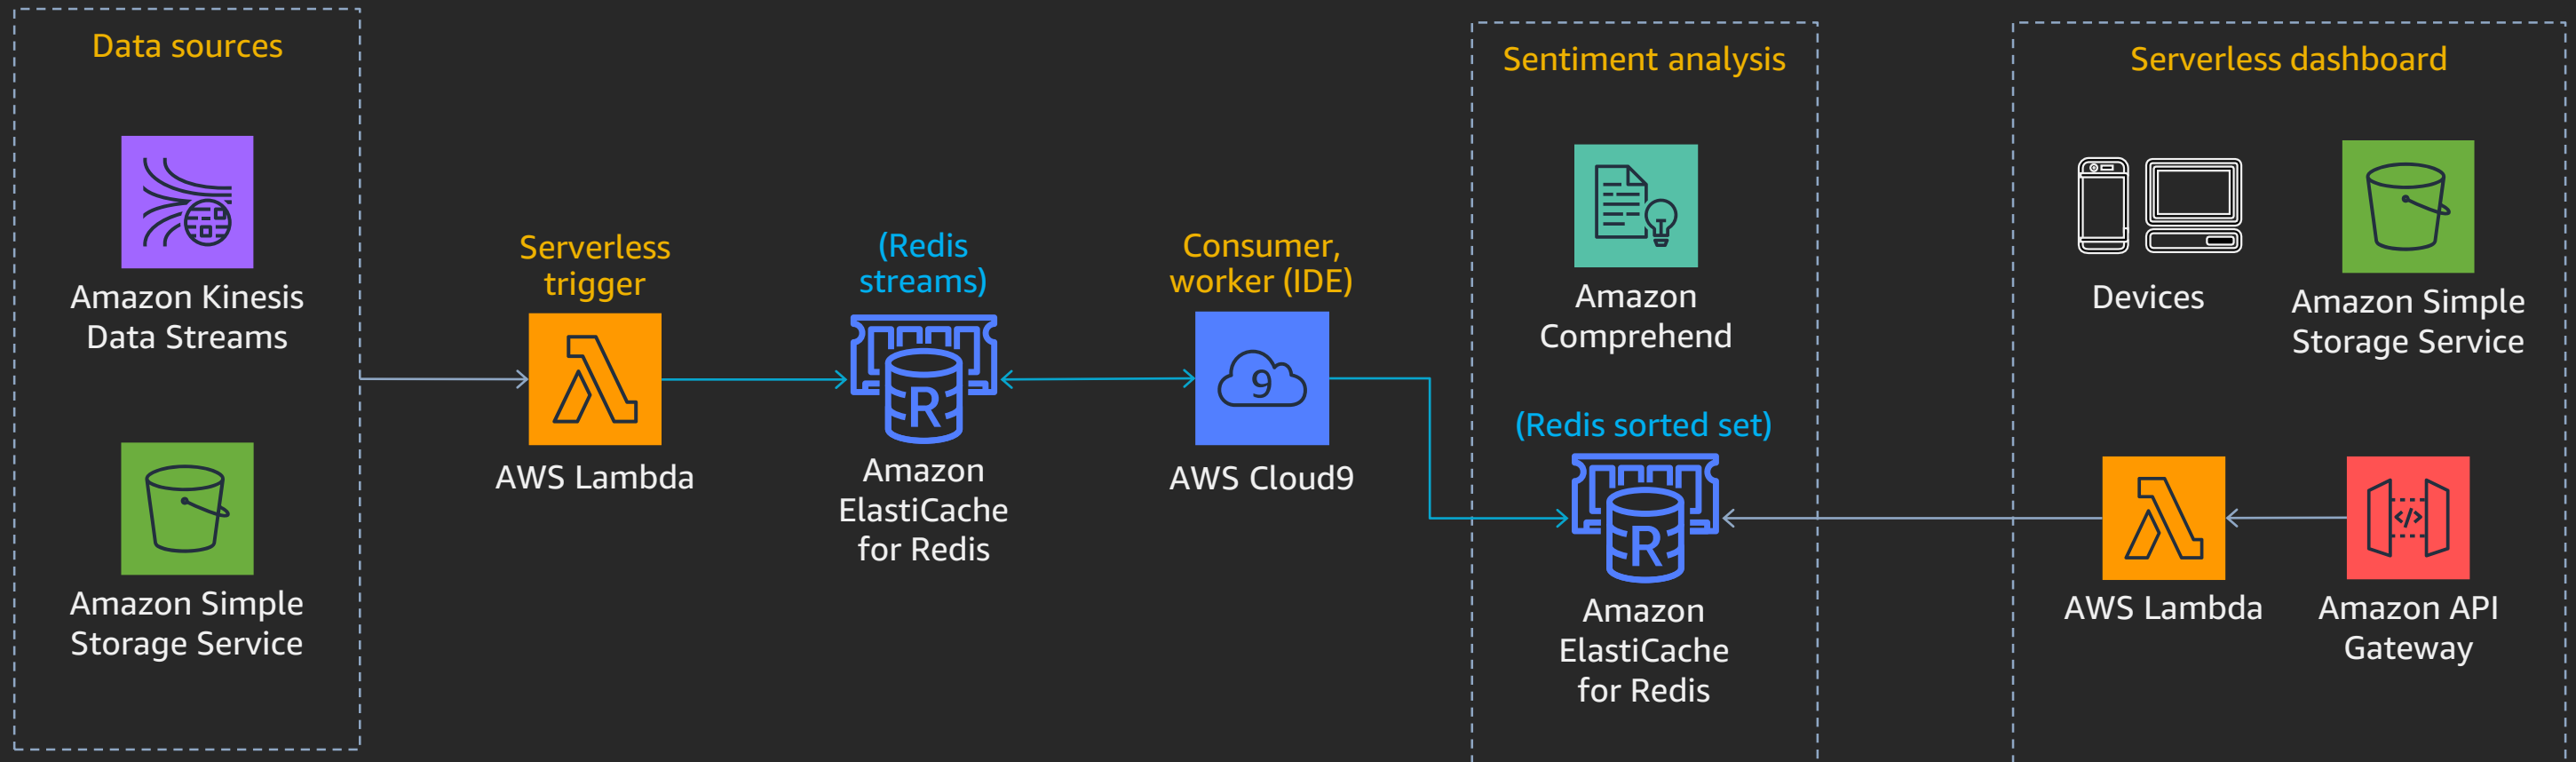 Data sources
Amazon Kinesis
Data Streams
Amazon Simple
Storage Service
Serverless
trigger
AWS Lambda
(Redis
streams)
R
Amazon
ElastiCache
for Redis
Consumer,
worker (IDE)
9
AWS Cloud9
Sentiment analysis
Amazon
Comprehend
(Redis sorted set)
R
Amazon
ElastiCache
for Redis
Serverless dashboard
Devices
Amazon Simple
Storage Service
AWS Lambda
</>
Amazon API
Gateway